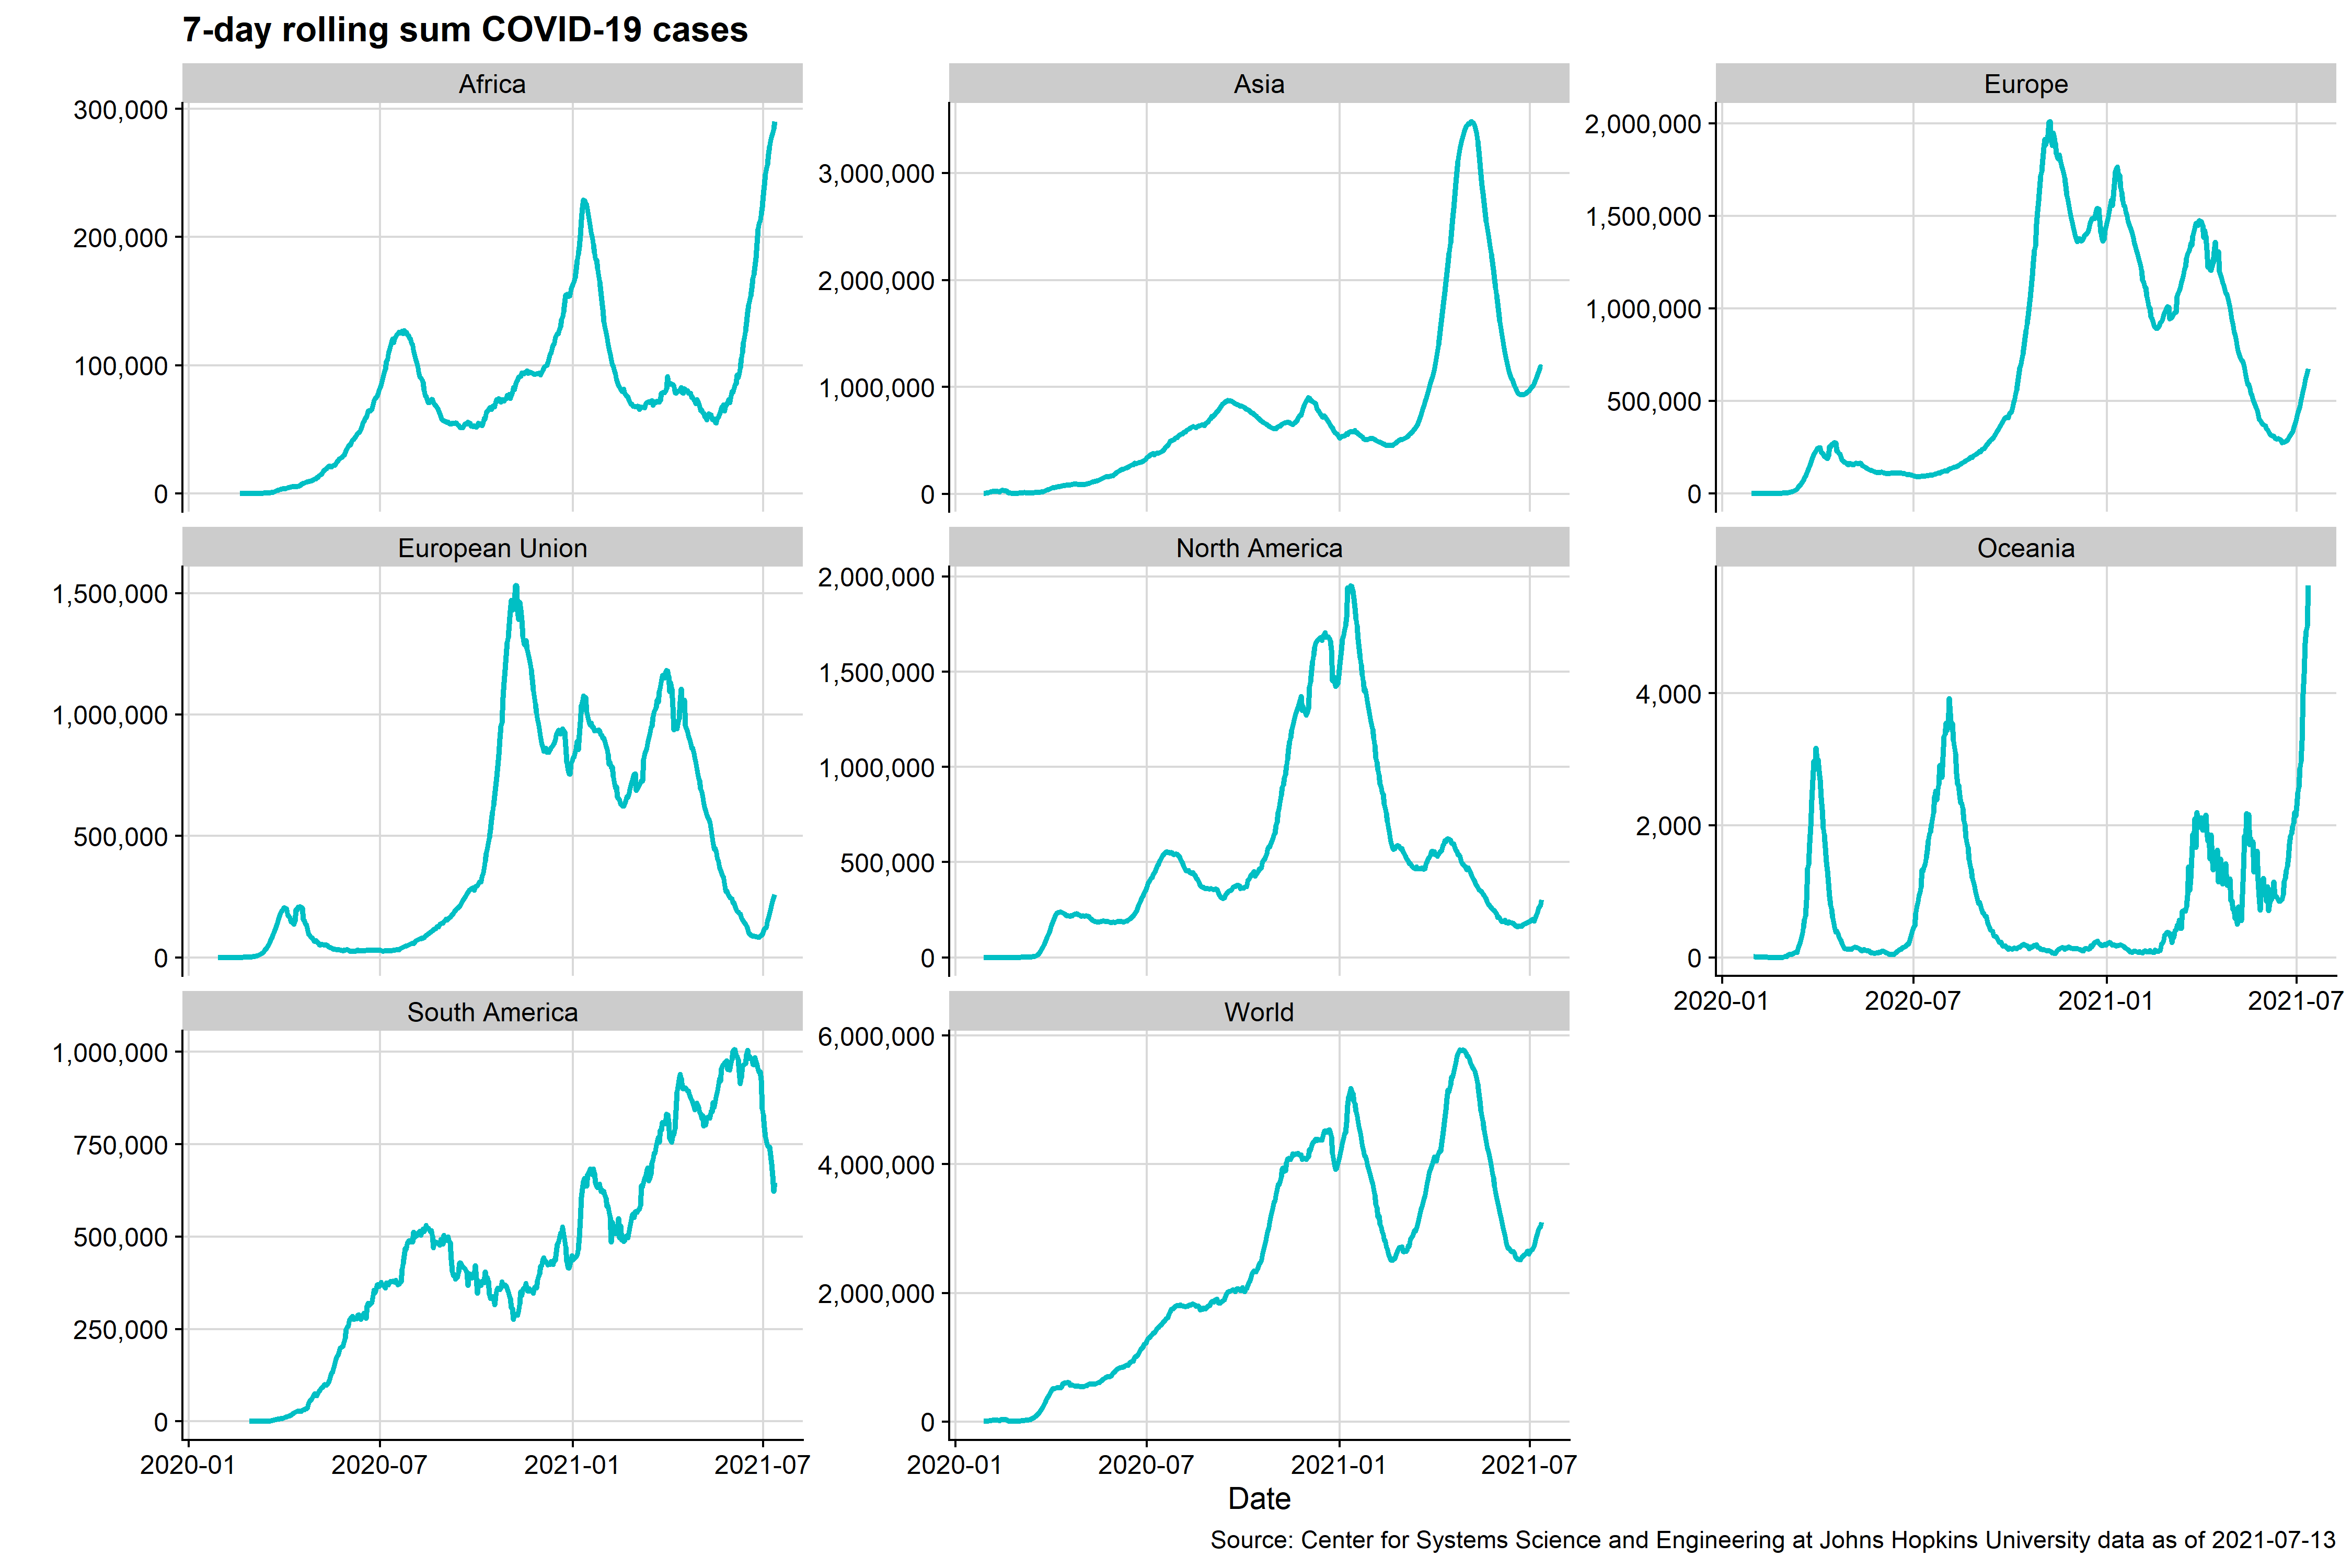 7-day rolling sum COVID-19 cases
Africa
300,000
200,000
100,000
0
Asia
3,000,000
2,000,000
1,000,000
0
Europe
2,000,000
1,500,000
1,000,000
500,000
0
European Union
1,500,000
1,000,000
500,000
0
North America
2,000,000
1,500,000
1,000,000
500,000
0
Oceania
4,000
2,000
0
2020-01 2020-07 2021-01 2021-07
South America
1,000,000
750,000
500,000
250,000
0
2020-01 2020-07 2021-01 2021-07
World
6,000,000
4,000,000
2,000,000
0
2020-01 2020-07 2021-01 2021-07
Date
Source: Center for Systems Science and Engineering at Johns Hopkins University data as of 2021-07-13